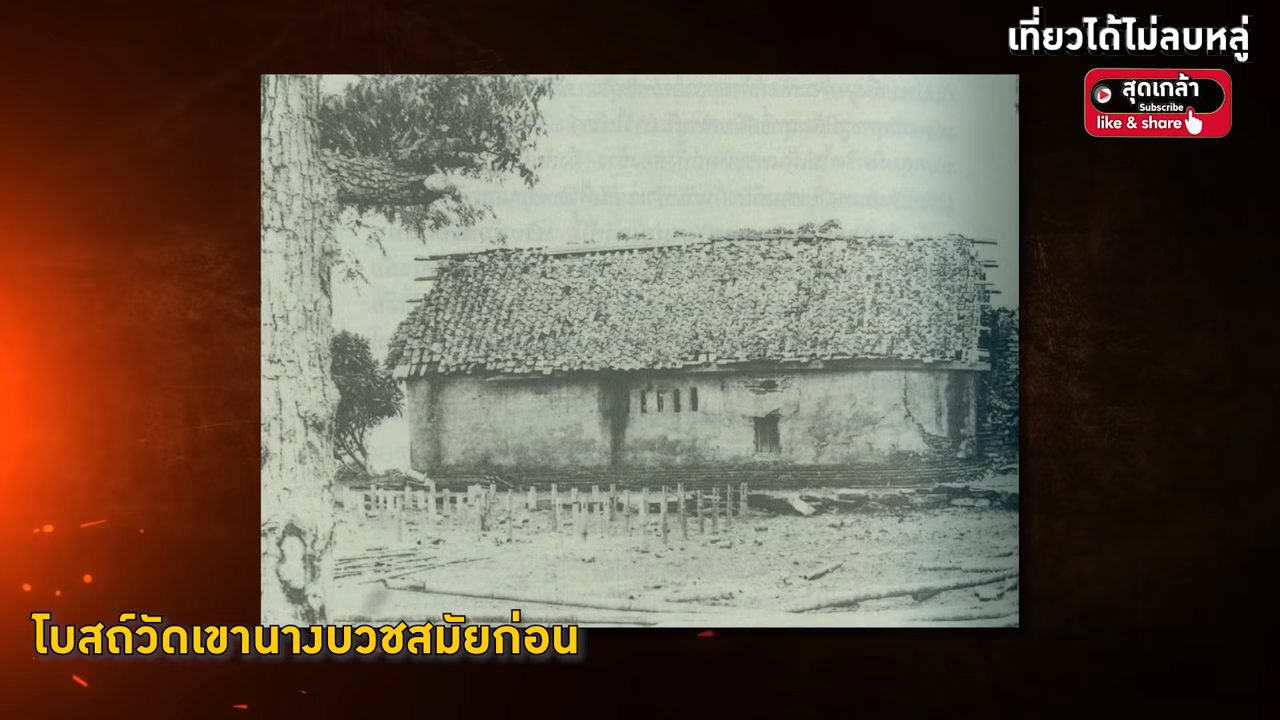 เที่ยวได้ไม่ลบหลู่
สุดเกล้า
Subscribe
like & share
โบสถ์วัดเขานางบวชสมัยก่อน